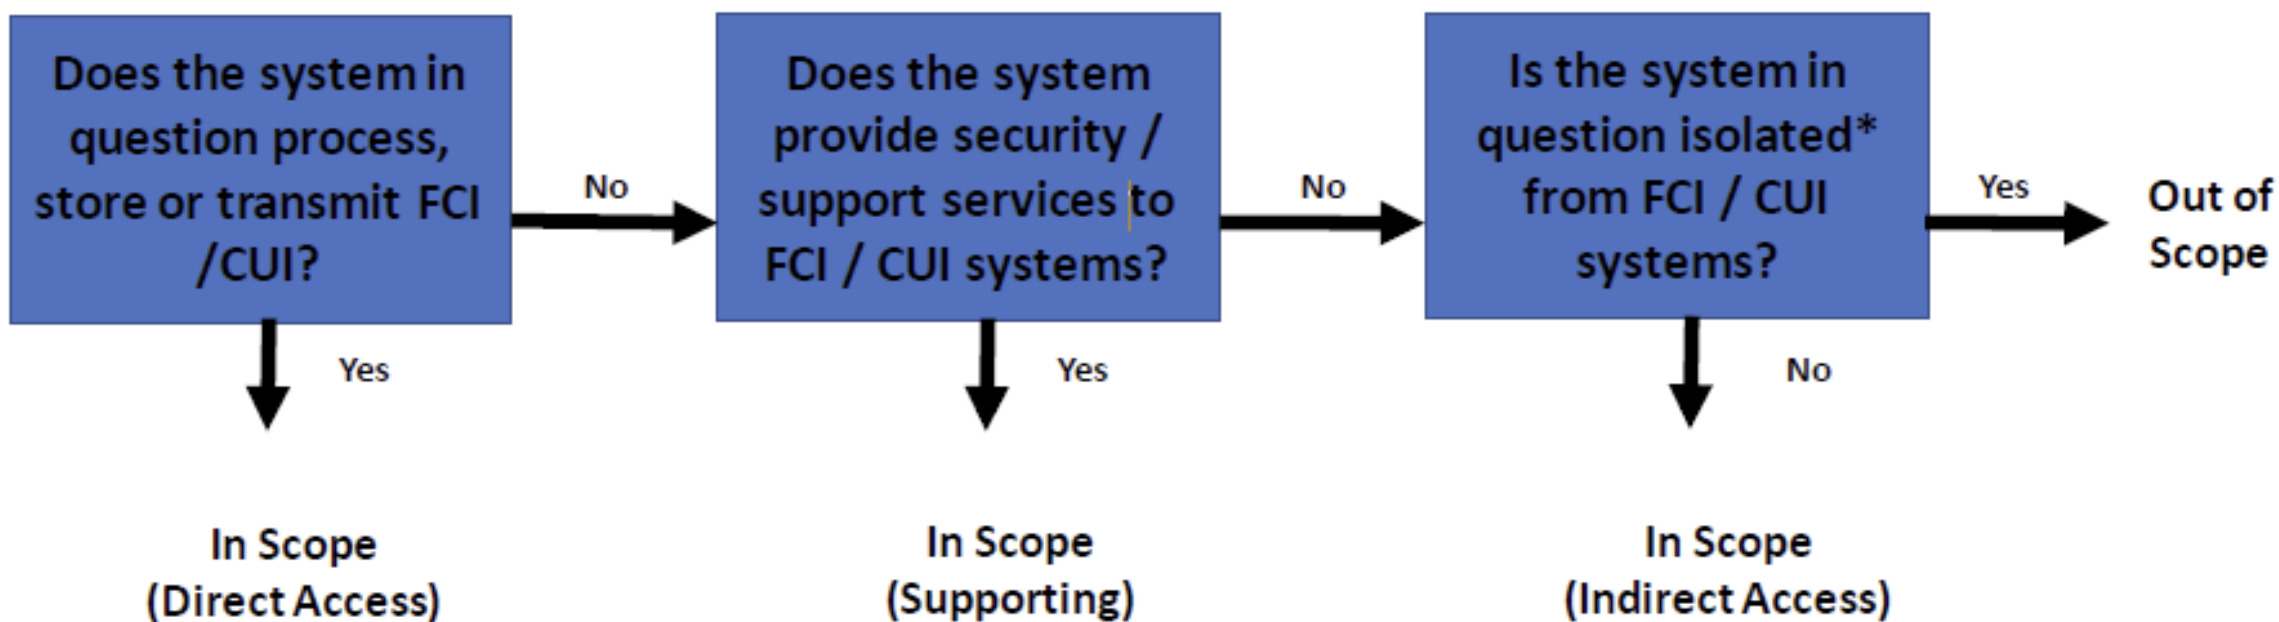 Does the system in
question process,
store or transmit FCI
/CUI?
No
Does the system
provide security /
support services to
FCI / CUI systems?
No
Is the system in
question isolated*
from FCI / CUI
systems?
Yes
Out of
Scope
Yes
Yes
No
In Scope
(Direct Access)
In Scope
(Supporting)
In Scope
(Indirect Access)